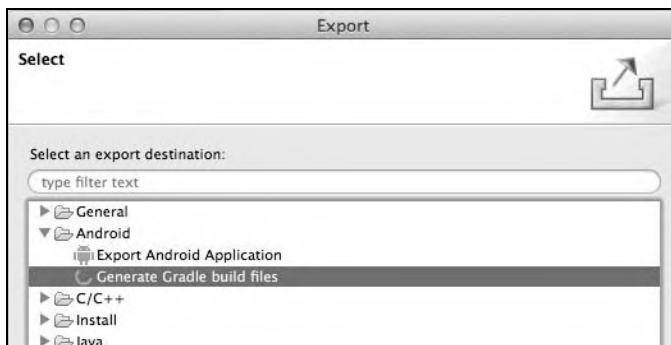 Export
Select
Select an export destination:
type filter text
General
Android
Export Android Application
Generate Gradle build files
C/C++
Install
Java